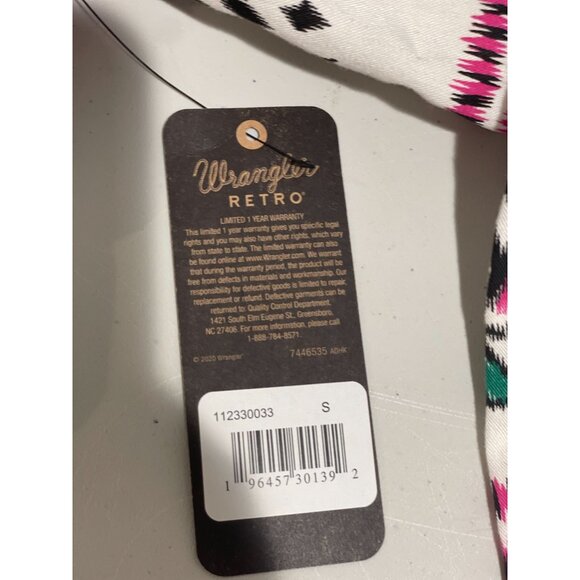 Wrangler
RETRO®
LIMITED 1 YEAR WARRANTY
This limited 1 year warranty gives you specific legal
rights and you may also have other rights, which vary
from state to state. The limited warranty can also
be found online at www.Wrangler.com. We warrant
that during the warranty period, the product will be
free from defects in materials and workmanship. Our
responsibility for defective goods is limited to repair,
replacement or refund. Defective garments can be
returned to: Quality Control Department,
1421 South Elm Eugene St., Greensboro,
NC 27406. For more information, please call
1-888-784-8571.
© 2020 Wrangler® 7446535 ADHK
112330033 S
1 96457 30139 2